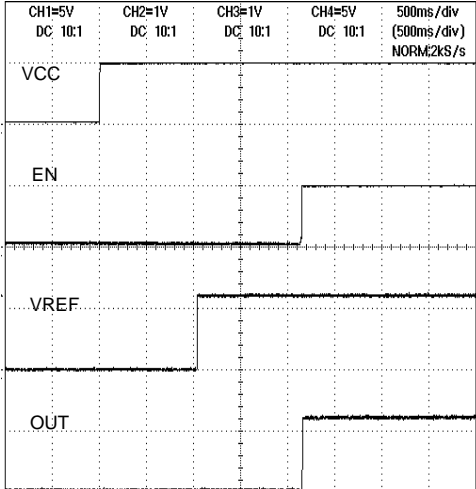 CH1=5V CH2=1V CH3=1V CH4=5V 500ms/div
DC 10:1 DC 10:1 DC 10:1 DC 10:1 (500ms/div)
NORM:2kS/s
VCC
EN
VREF
OUT